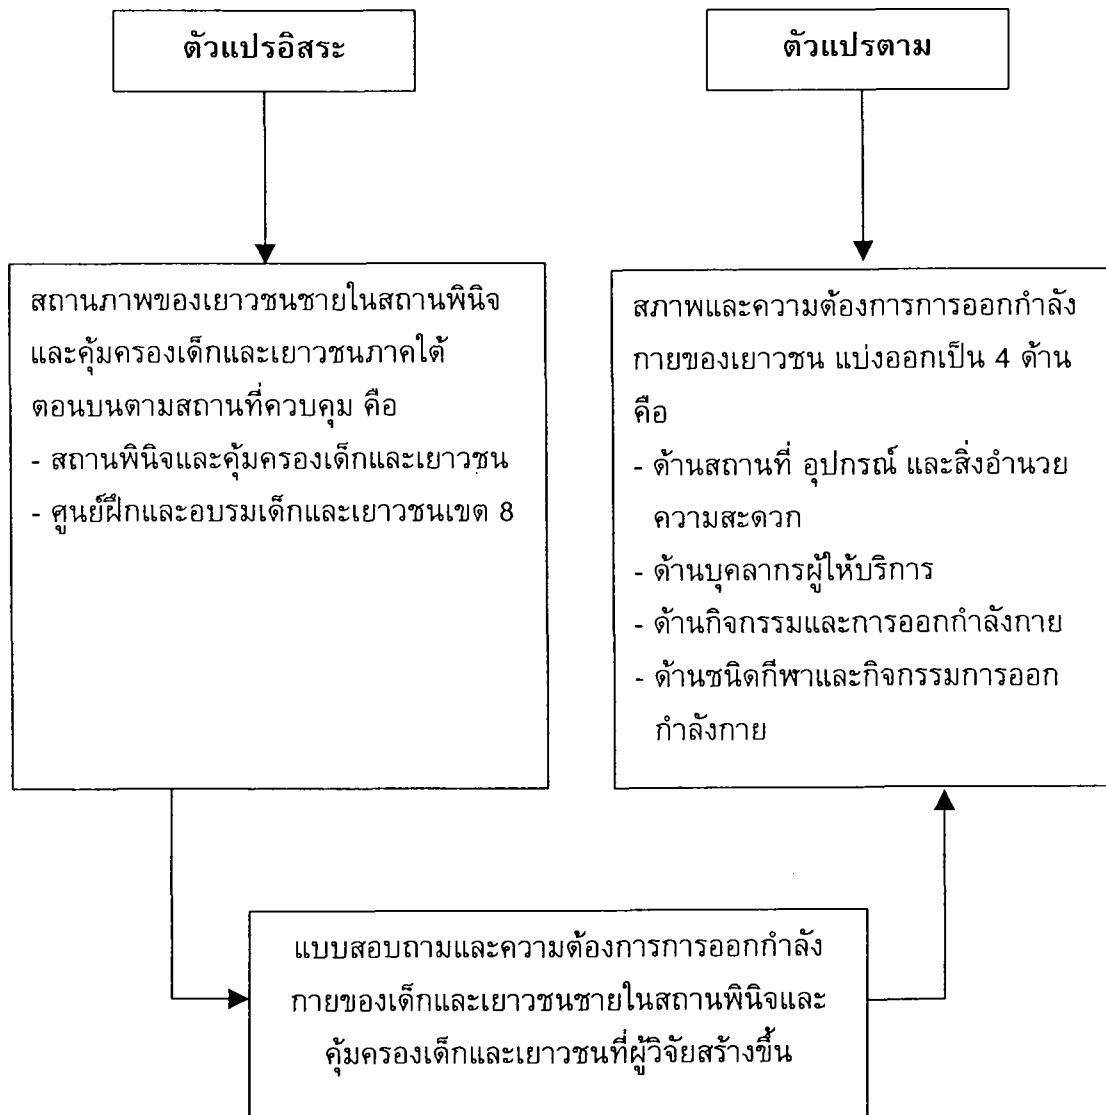 ตัวแปรอิสระ
ตัวแปรตาม
สถานภาพของเยาวชนชายในสถานพินิจ
และคุ้มครองเด็กและเยาวชนภาคใต้
ตอนบนตามสถานที่ควบคุม คือ
- สถานพินิจและคุ้มครองเด็กและเยาวชน
- ศูนย์ฝึกและอบรมเด็กและเยาวชนเขต 8
สภาพและความต้องการการออกกำลัง
กายของเยาวชน แบ่งออกเป็น 4 ด้าน
คือ
- ด้านสถานที่ อุปกรณ์ และสิ่งอำนวย
ความสะดวก
- ด้านบุคลากรผู้ให้บริการ
- ด้านกิจกรรมและการออกกำลังกาย
- ด้านชนิดกีฬาและกิจกรรมการออก
กำลังกาย
แบบสอบถามและความต้องการการออกกำลัง
กายของเด็กและเยาวชนชายในสถานพินิจและ
คุ้มครองเด็กและเยาวชนที่ผู้วิจัยสร้างขึ้น